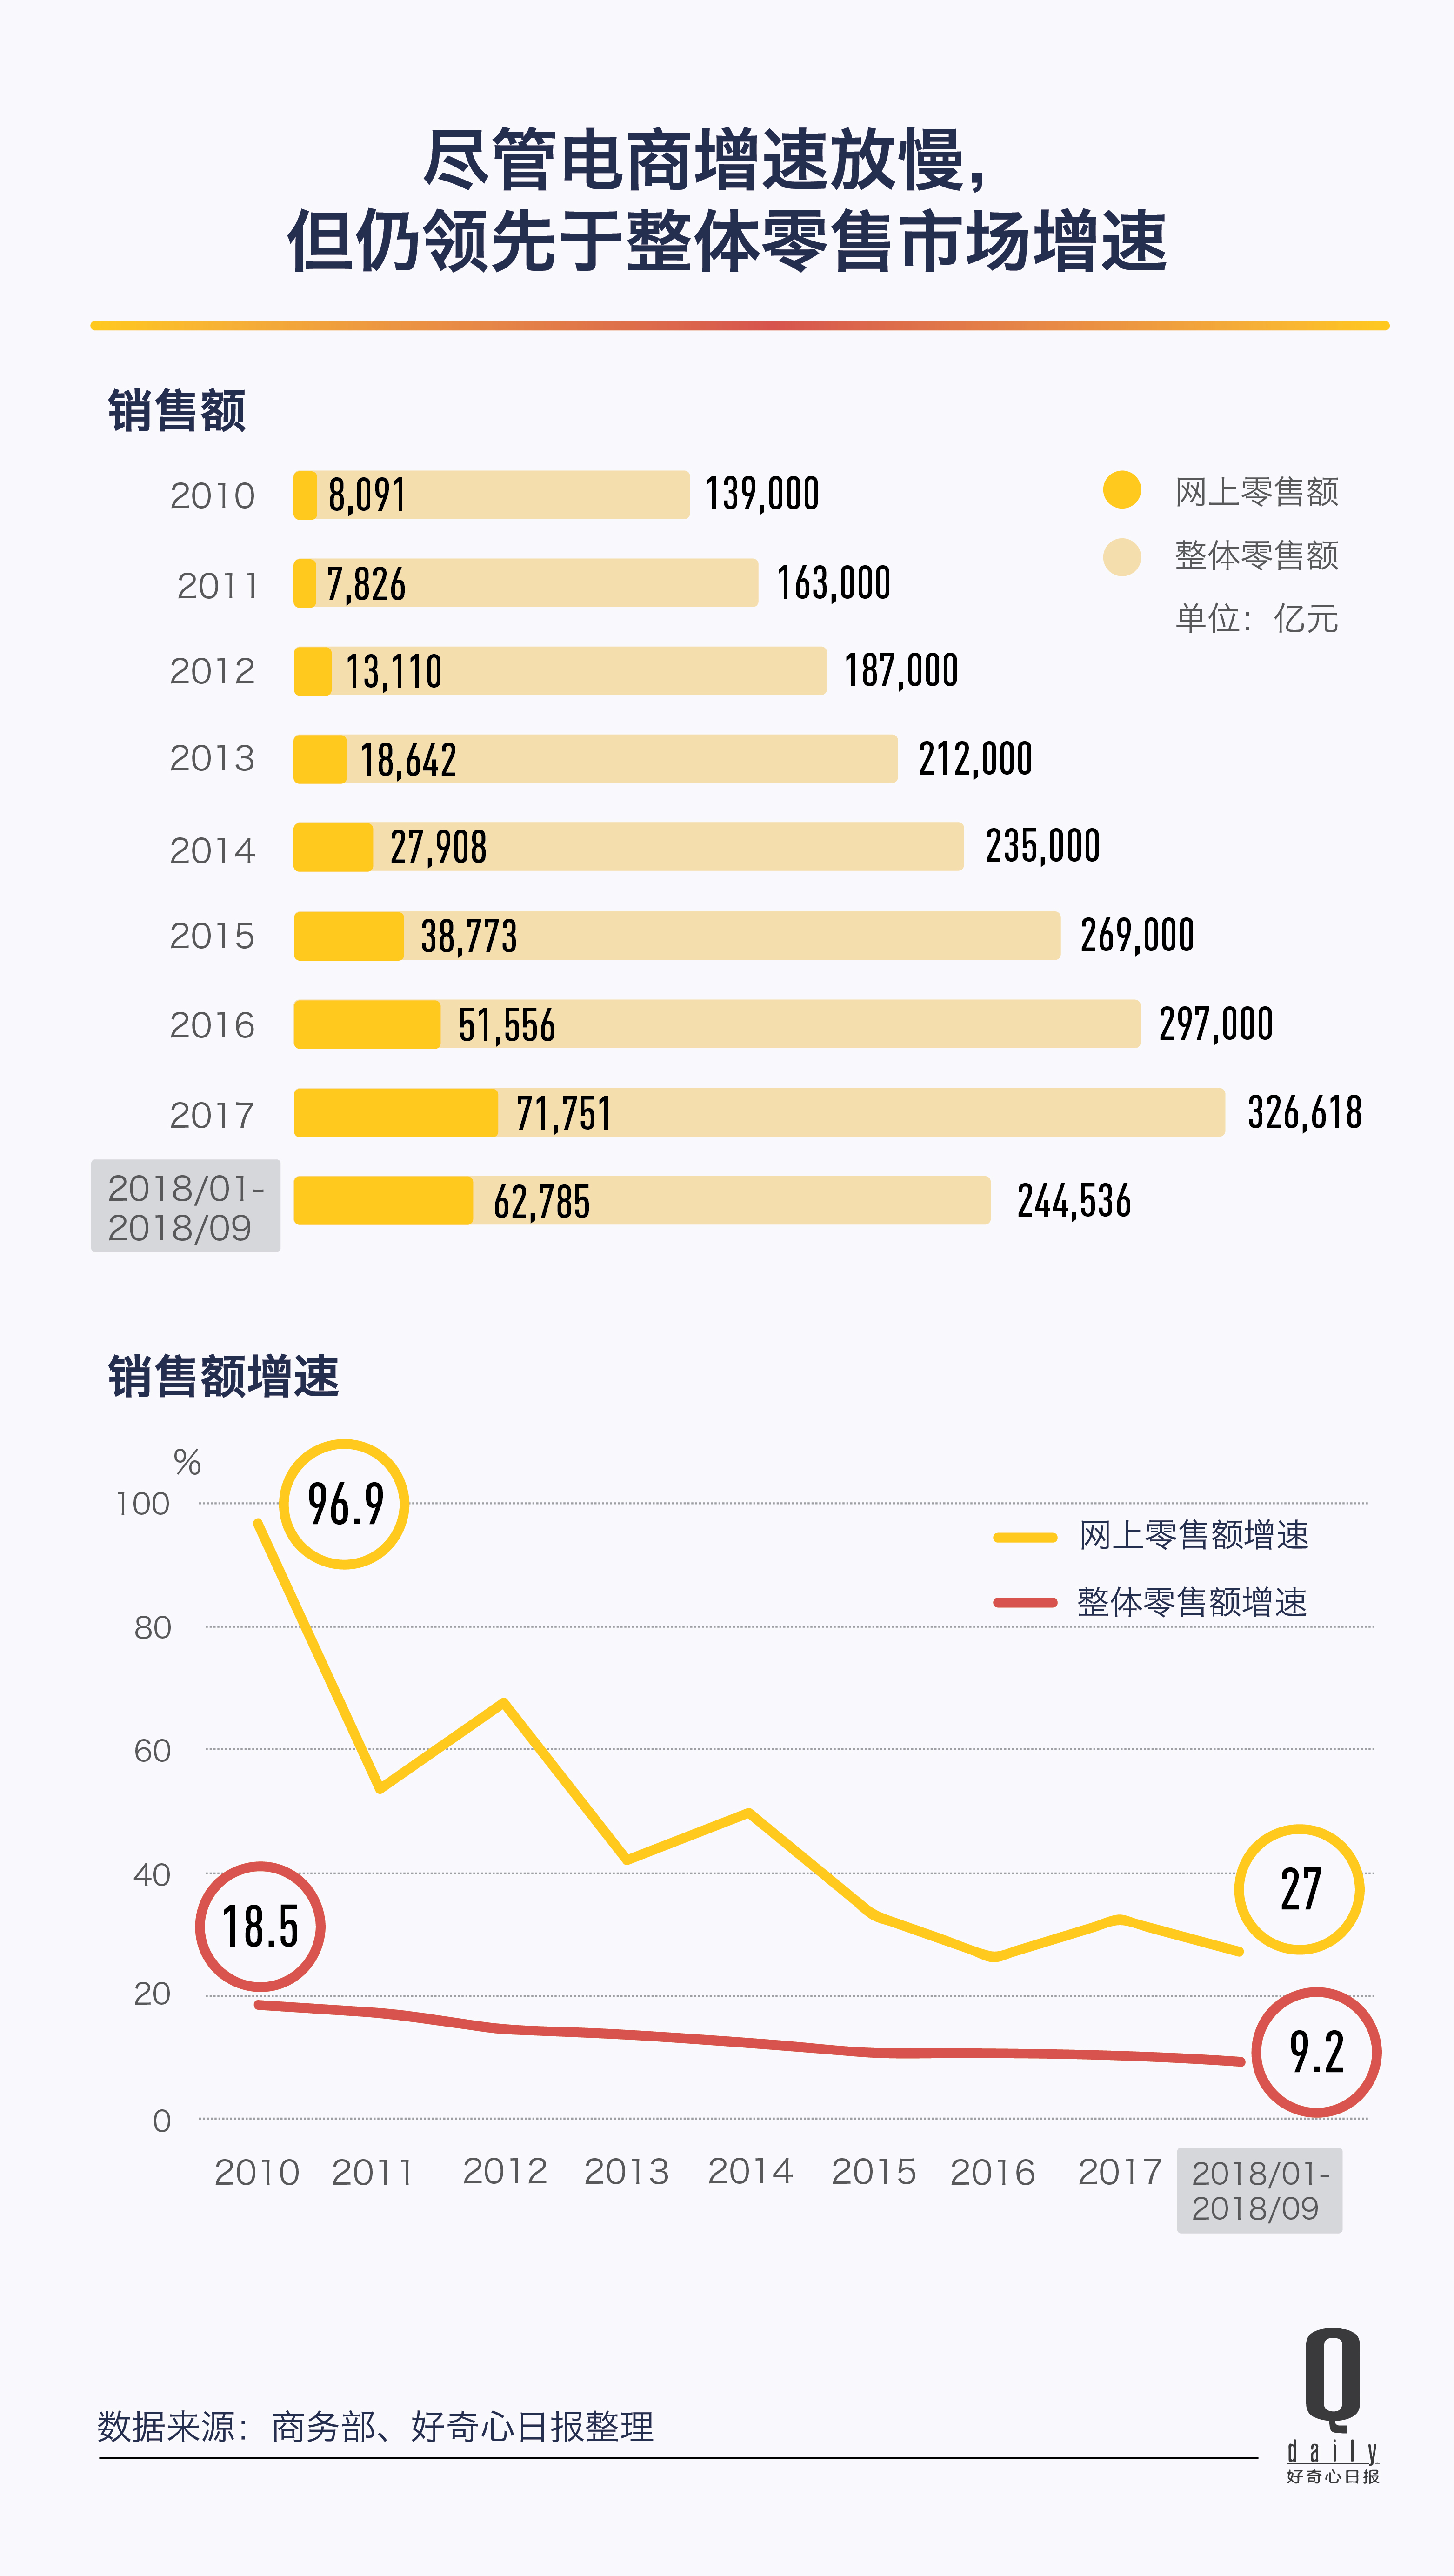 尽管电商增速放慢，
但仍领先于整体零售市场增速
销售额
2010 8,091 139,000
网上零售额
2011 7,826 163,000
整体零售额
单位：亿元
2012 13,110 187,000
2013 18,642 212,000
2014 27,908 235,000
2015 38,773 269,000
2016 51,556 297,000
2017 71,751 326,618
2018/01-
2018/09
62,785 244,536
销售额增速
%
100
80
60
40
20
0
96.9
18.5
27
9.2
网上零售额增速
整体零售额增速
2010 2011 2012 2013 2014 2015 2016 2017 2018/01-
2018/09
数据来源：商务部、好奇心日报整理
Q
daily
好奇心日报